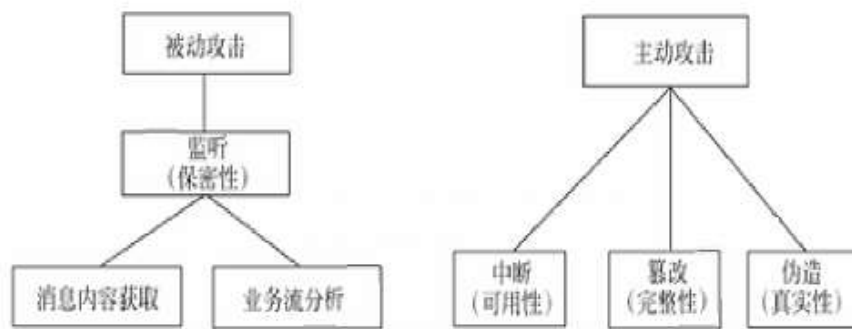 被动攻击
主动攻击
监听
(保密性)
消息内容获取
业务流分析
中断
(可用性)
篡改
(完整性)
伪造
(真实性)